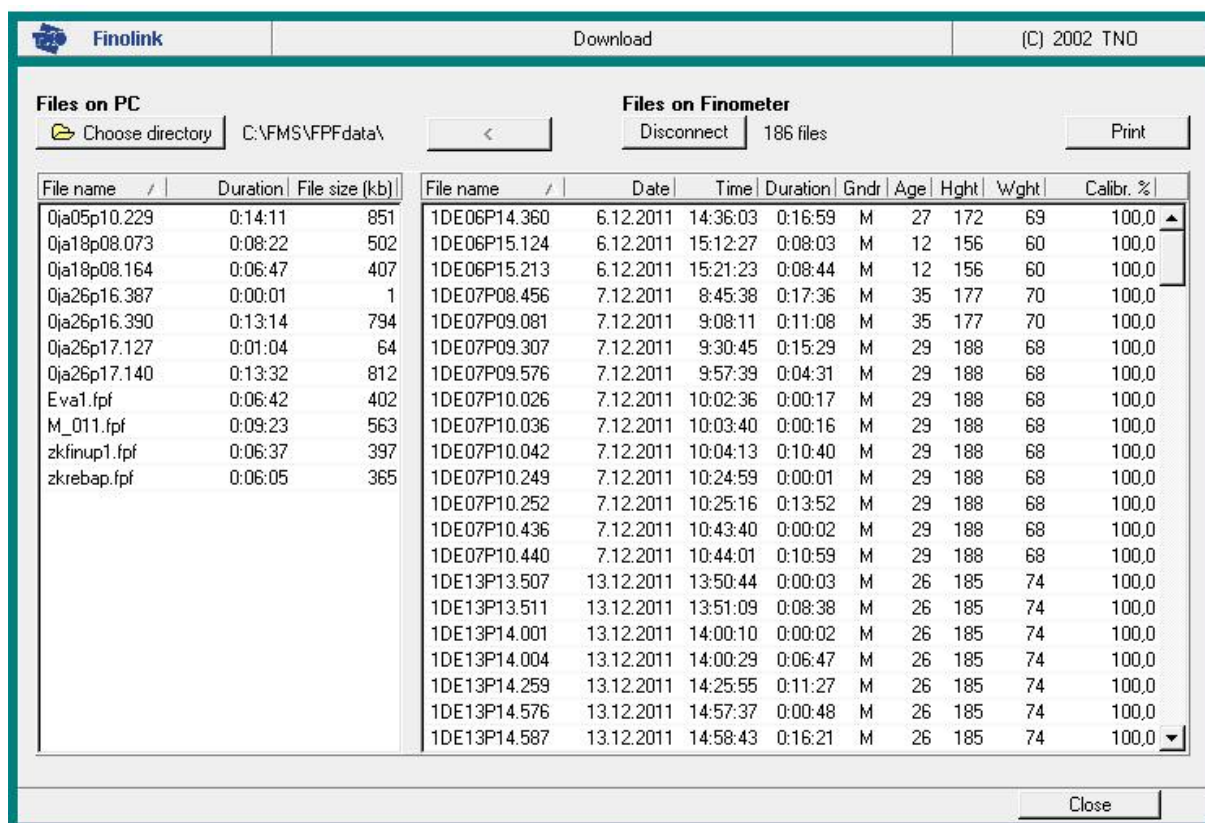 Finolink Download (C) 2002 TNO
Files on PC Files on Finometer
Choose directory C:\FMS\FPFdata\ < Disconnect 186 files Print
File name / Duration File size (kb) File name / Date Time Duration Gndr Age Hght Wght Calibr. %
0ja05p10.229 0:14:11 851 1DE06P14.360 6.12.2011 14:36:03 0:16:59 M 27 172 69 100,0
0ja18p08.073 0:08:22 502 1DE06P15.124 6.12.2011 15:12:27 0:08:03 M 12 156 60 100,0
0ja18p08.164 0:06:47 407 1DE06P15.213 6.12.2011 15:21:23 0:08:44 M 12 156 60 100,0
0ja26p16.387 0:00:01 1 1DE07P08.456 7.12.2011 8:45:38 0:17:36 M 35 177 70 100,0
0ja26p16.390 0:13:14 794 1DE07P09.081 7.12.2011 9:08:11 0:11:08 M 35 177 70 100,0
0ja26p17.127 0:01:04 64 1DE07P09.307 7.12.2011 9:30:45 0:15:29 M 29 188 68 100,0
0ja26p17.140 0:13:32 812 1DE07P09.576 7.12.2011 9:57:39 0:04:31 M 29 188 68 100,0
Eva1.fpf 0:06:42 402 1DE07P10.026 7.12.2011 10:02:36 0:00:17 M 29 188 68 100,0
M_011.fpf 0:09:23 563 1DE07P10.036 7.12.2011 10:03:40 0:00:16 M 29 188 68 100,0
zkfinup1.fpf 0:06:37 397 1DE07P10.042 7.12.2011 10:04:13 0:10:40 M 29 188 68 100,0
zkrebap.fpf 0:06:05 365 1DE07P10.249 7.12.2011 10:24:59 0:00:01 M 29 188 68 100,0
1DE07P10.252 7.12.2011 10:25:16 0:13:52 M 29 188 68 100,0
1DE07P10.436 7.12.2011 10:43:40 0:00:02 M 29 188 68 100,0
1DE07P10.440 7.12.2011 10:44:01 0:10:59 M 29 188 68 100,0
1DE13P13.507 13.12.2011 13:50:44 0:00:03 M 26 185 74 100,0
1DE13P13.511 13.12.2011 13:51:09 0:08:38 M 26 185 74 100,0
1DE13P14.001 13.12.2011 14:00:10 0:00:02 M 26 185 74 100,0
1DE13P14.004 13.12.2011 14:00:29 0:06:47 M 26 185 74 100,0
1DE13P14.259 13.12.2011 14:25:55 0:11:27 M 26 185 74 100,0
1DE13P14.576 13.12.2011 14:57:37 0:00:48 M 26 185 74 100,0
1DE13P14.587 13.12.2011 14:58:43 0:16:21 M 26 185 74 100,0
Close